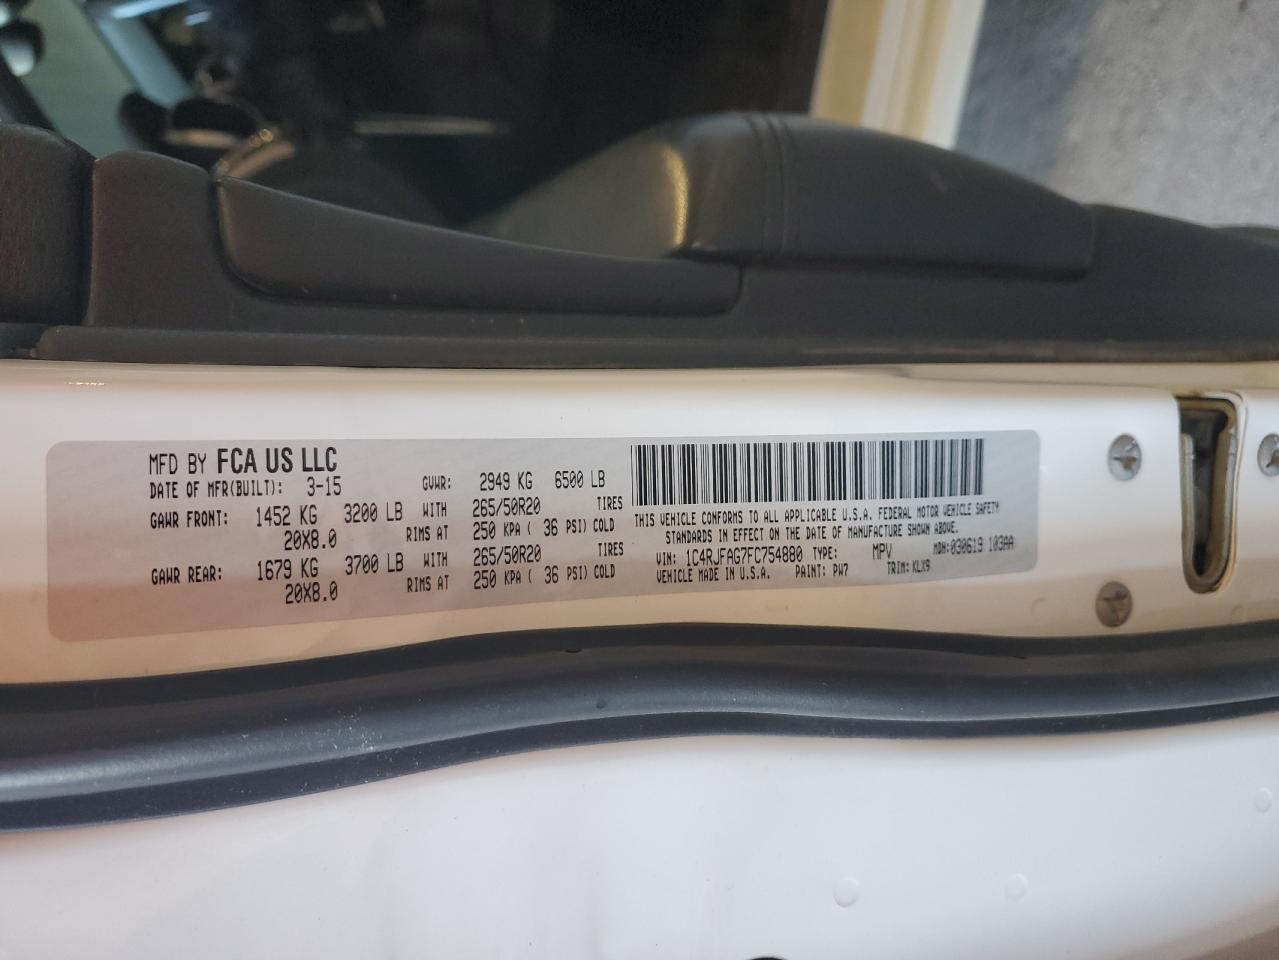 MFD BY FCA US LLC
DATE OF MFR(BUILT): 3-15 GVWR: 2949 KG 6500 LB
GAWR FRONT: 1452 KG 3200 LB WITH 265/50R20 TIRES
20X8.0 RIMS AT 250 KPA ( 36 PSI) COLD
GAWR REAR: 1679 KG 3700 LB WITH 265/50R20 TIRES
20X8.0 RIMS AT 250 KPA ( 36 PSI) COLD
THIS VEHICLE CONFORMS TO ALL APPLICABLE U.S.A. FEDERAL MOTOR VEHICLE SAFETY
STANDARDS IN EFFECT ON THE DATE OF MANUFACTURE SHOWN ABOVE.
VIN: 1C4RJFAG7FC754880 TYPE: MPV MDH: 030619 103AA
VEHICLE MADE IN U.S.A. PAINT: PW7 TRIM: KLX9